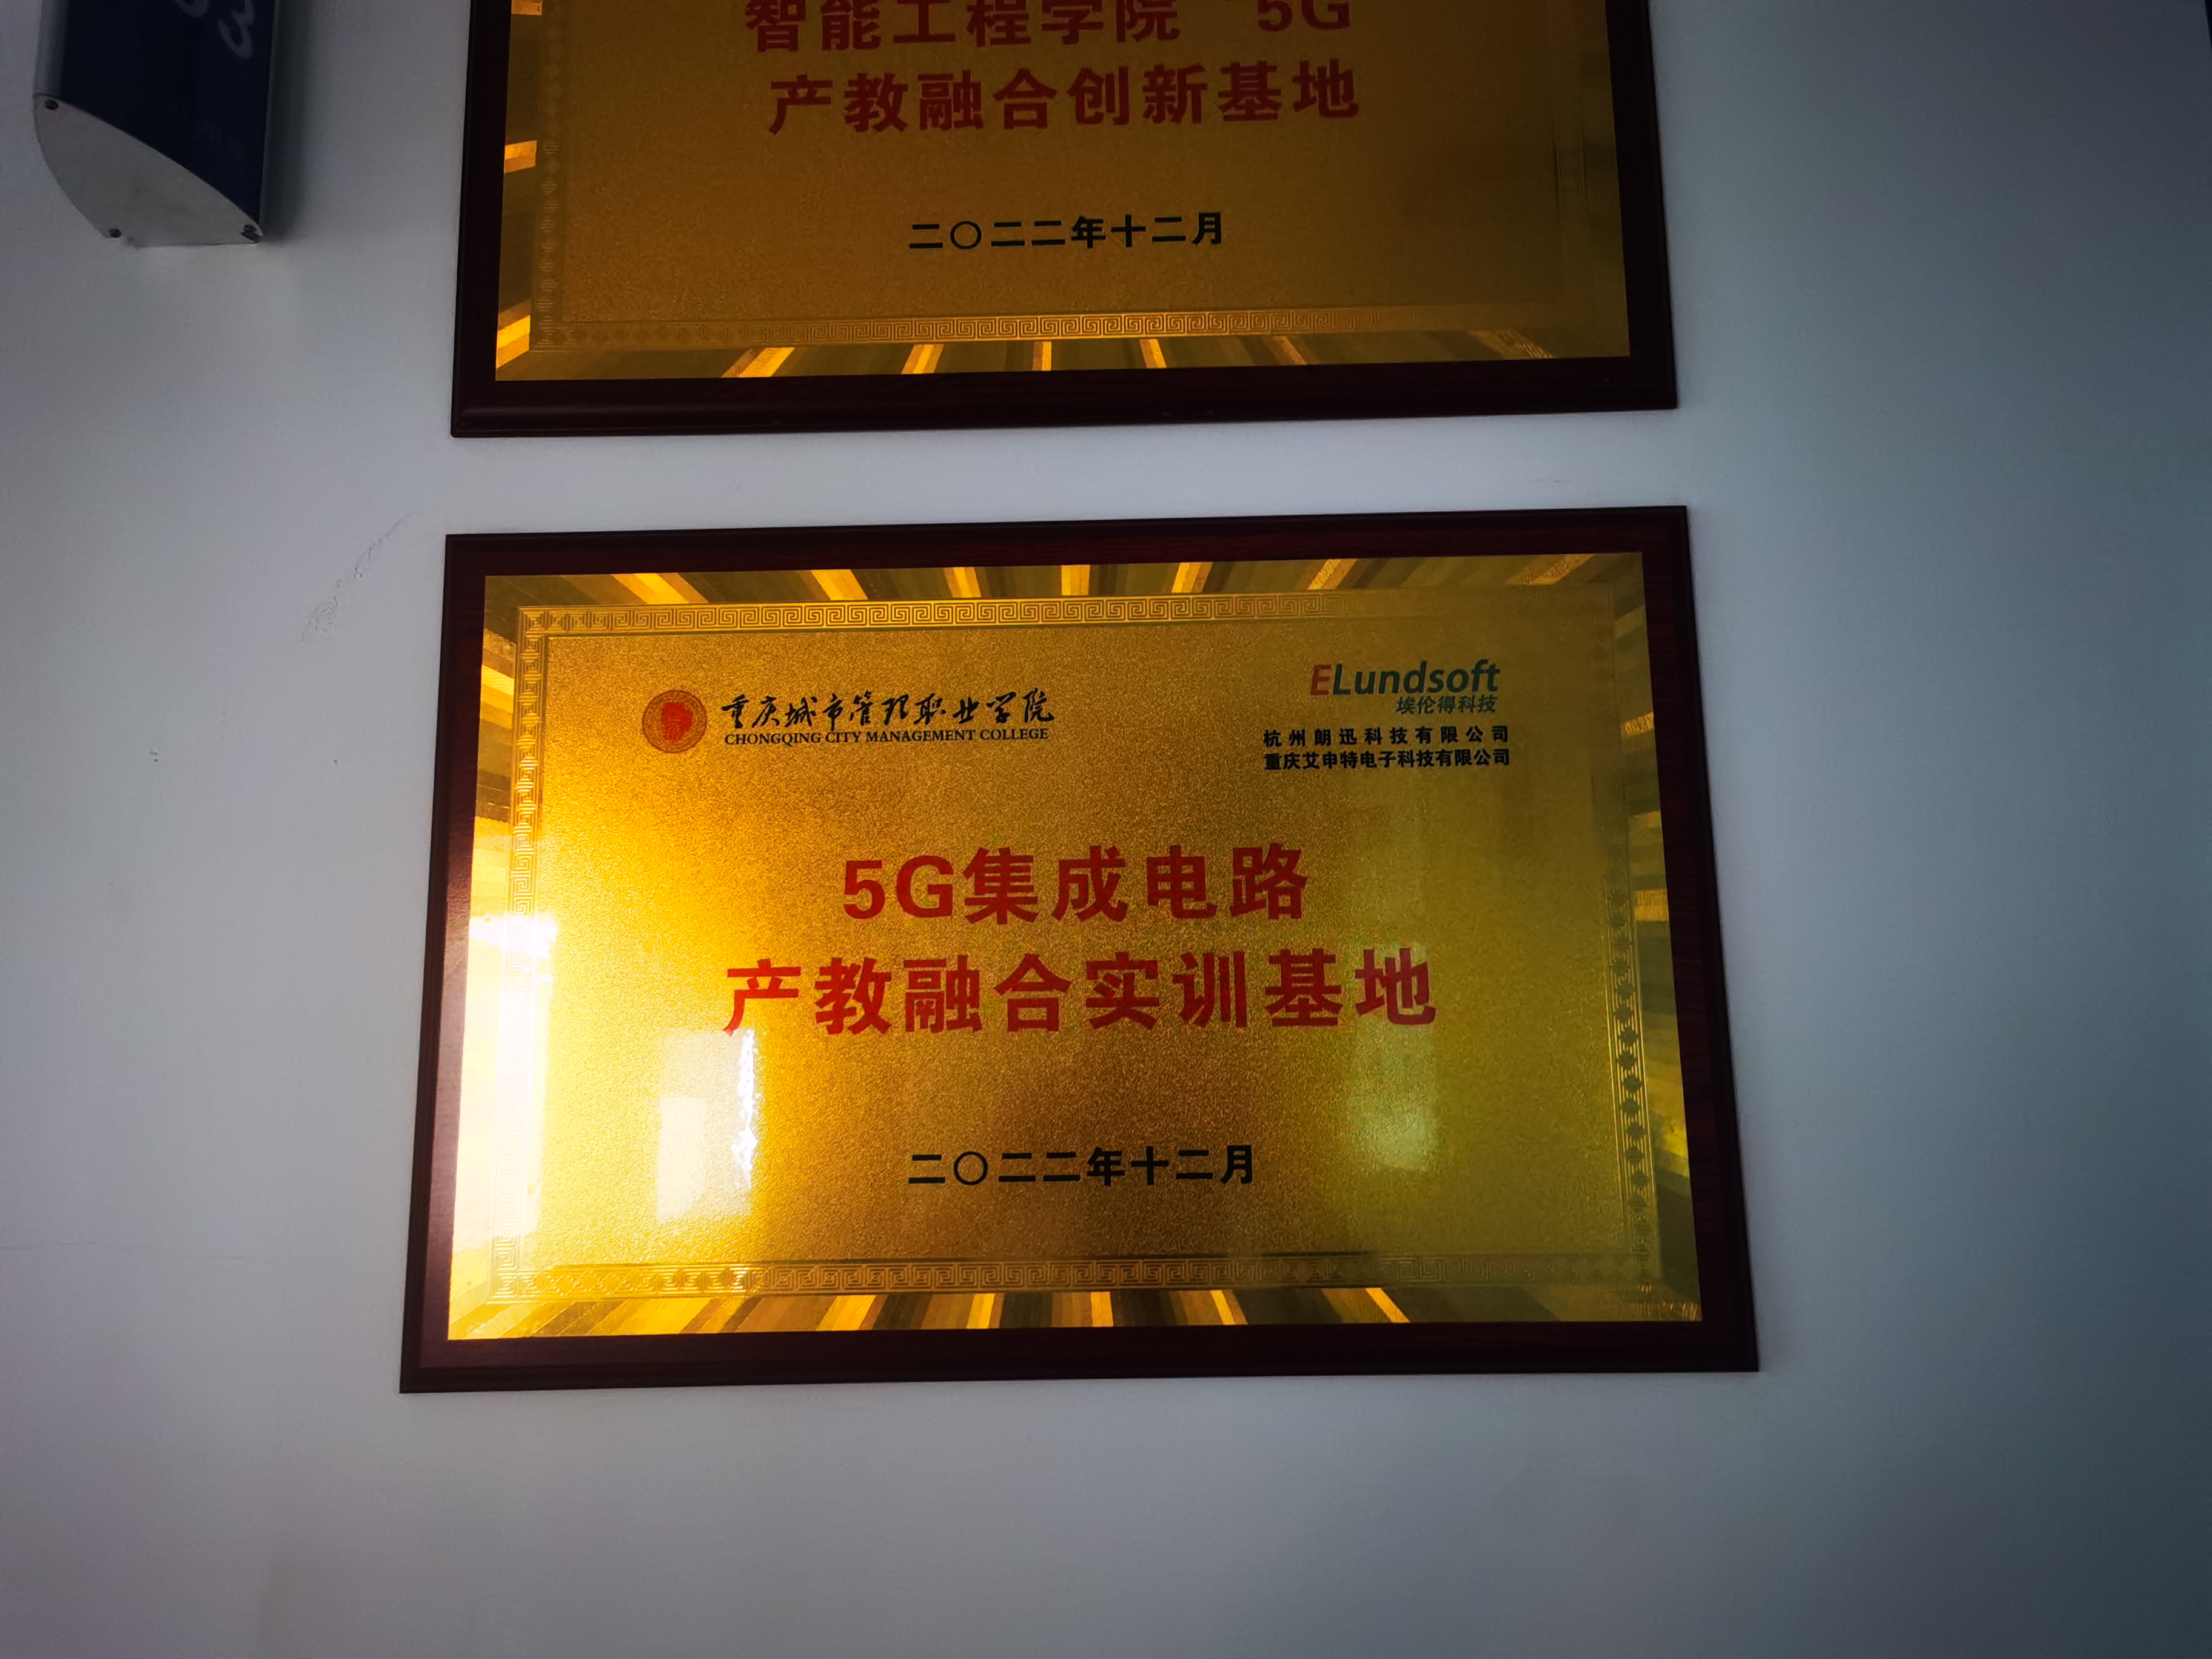 智能工程学院“5G
产教融合创新基地
二〇二二年十二月
重庆城市管理职业学院
CHONGQING CITY MANAGEMENT COLLEGE
ELundsoft
埃伦得科技
杭州朗迅科技有限公司
重庆艾申特电子科技有限公司
5G集成电路
产教融合实训基地
二〇二二年十二月